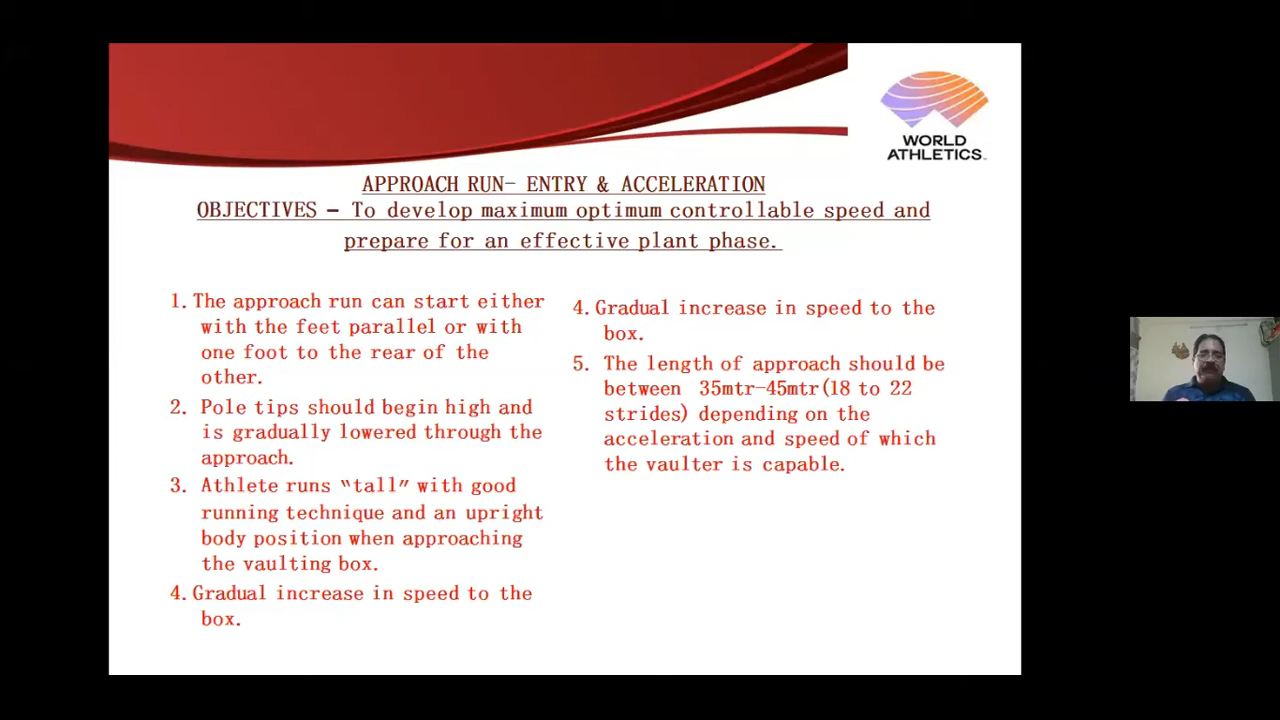 WORLD
ATHLETICS™
APPROACH RUN- ENTRY & ACCELERATION
OBJECTIVES – To develop maximum optimum controllable speed and
prepare for an effective plant phase.
1. The approach run can start either
with the feet parallel or with
one foot to the rear of the
other.
2. Pole tips should begin high and
is gradually lowered through the
approach.
3. Athlete runs “tall” with good
running technique and an upright
body position when approaching
the vaulting box.
4. Gradual increase in speed to the
box.
4. Gradual increase in speed to the
box.
5. The length of approach should be
between 35mtr-45mtr(18 to 22
strides) depending on the
acceleration and speed of which
the vaulter is capable.